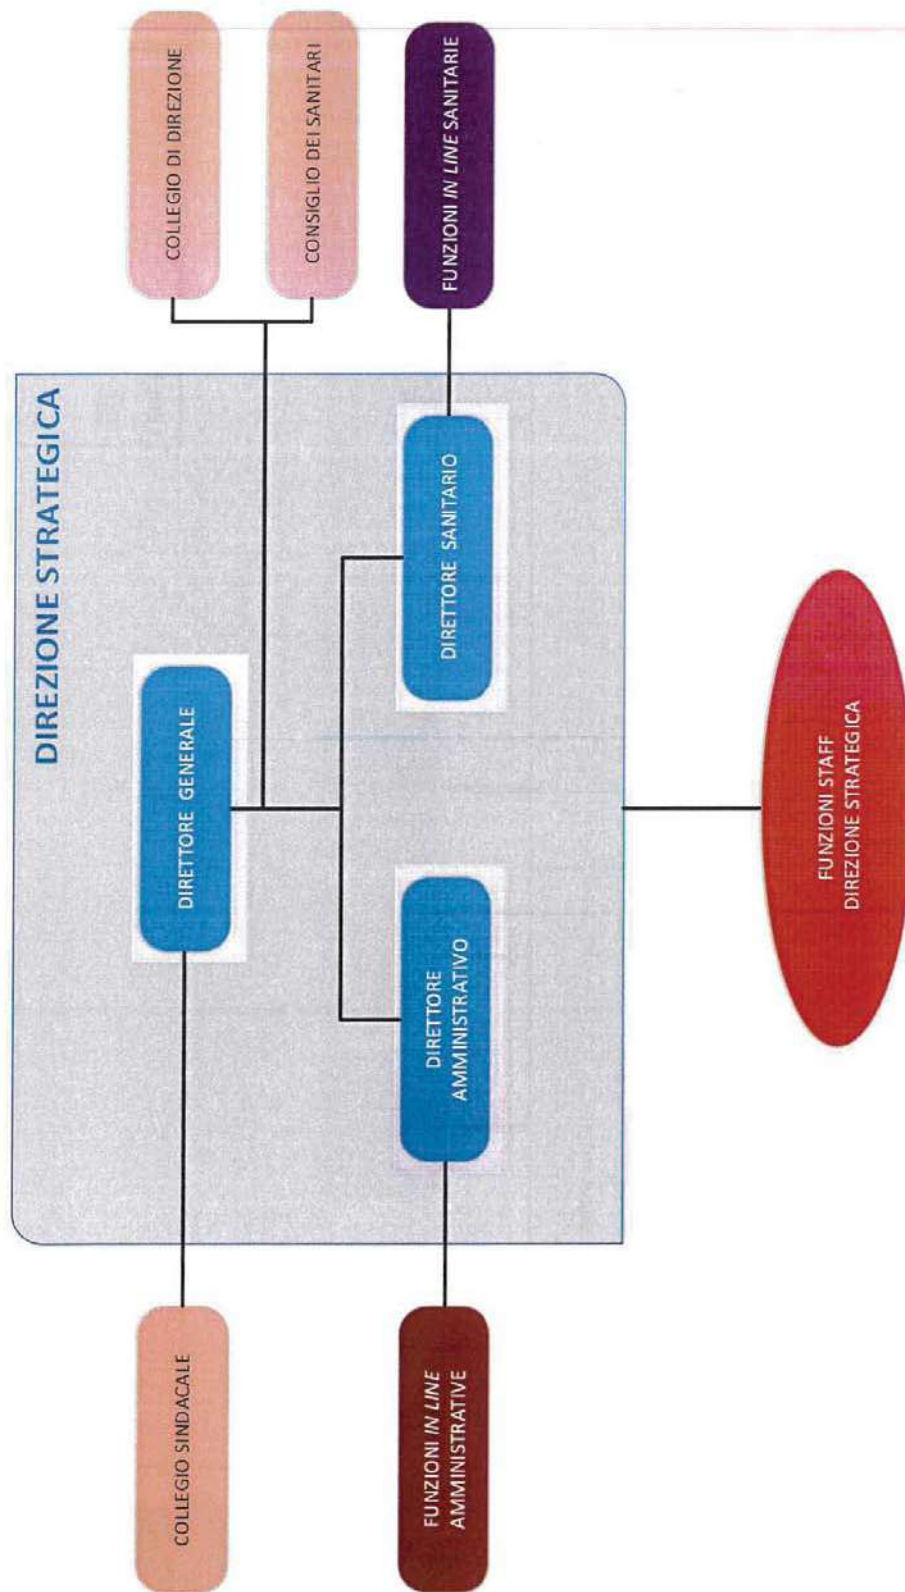 DIREZIONE STRATEGICA
COLLEGIO SINDACALE
DIRETTORE GENERALE
COLLEGIO DI DIREZIONE
CONSIGLIO DEI SANITARI
FUNZIONI IN LINE
AMMINISTRATIVE
DIRETTORE
AMMINISTRATIVO
DIRETTORE SANITARIO
FUNZIONI IN LINE SANITARIE
FUNZIONI STAFF
DIREZIONE STRATEGICA